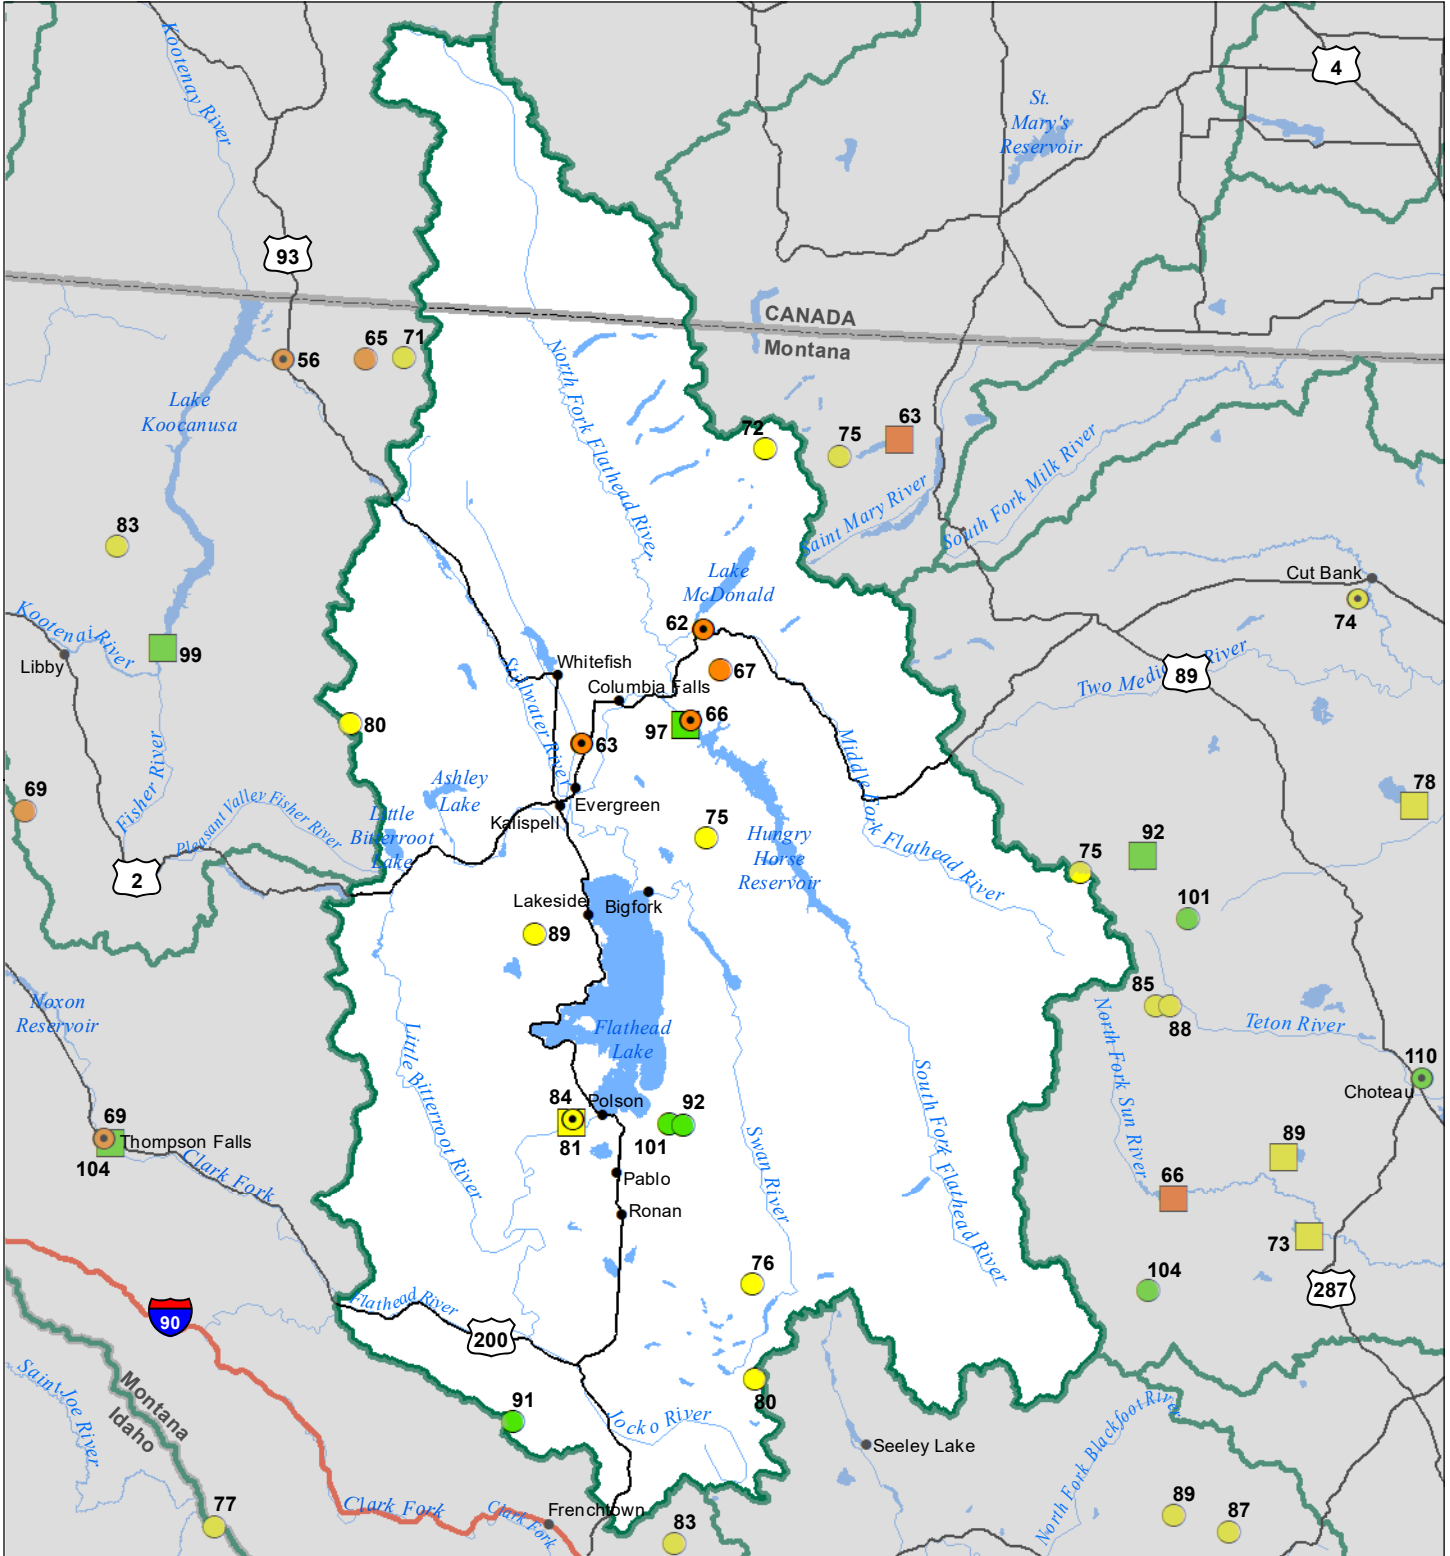 Kootenay River
4
St.
Mary's
Reservoir
93
CANADA
Montana
56
65
71
North Fork Flathead River
Lake
Koocanusa
72
75
63
Saint Mary River
South Fork Milk River
83
Lake
McDonald
Cut Bank
74
Kootenai River
Libby
99
62
67
Whitefish
Columbia Falls
Stillwater River
66
97
63
Two Medi River
89
80
Middle Fork Flathead River
69
Fisher River
Pleasant Valley Fisher River
Ashley
Lake
Little
Bitterroot
Lake
Evergreen
Kalispell
75
Hungry
Horse
Reservoir
78
92
75
2
101
Lakeside
Bigfork
89
85
88
Noxon
Reservoir
Flathead
Lake
Little Bitterroot River
North Fork Sun River
Teton River
110
Choteau
84
81
Polson
92
101
South Fork Flathead River
Swan River
69
Thompson Falls
104
Clark Fork
Pablo
Ronan
89
66
73
76
104
287
Flathead River
200
90
80
Saint Joe River
Montana
Idaho
91
Jocko River
Seeley Lake
North Fork Blackfoot River
77
Clark Fork
Clark Fork
Frenchtown
83
89
87